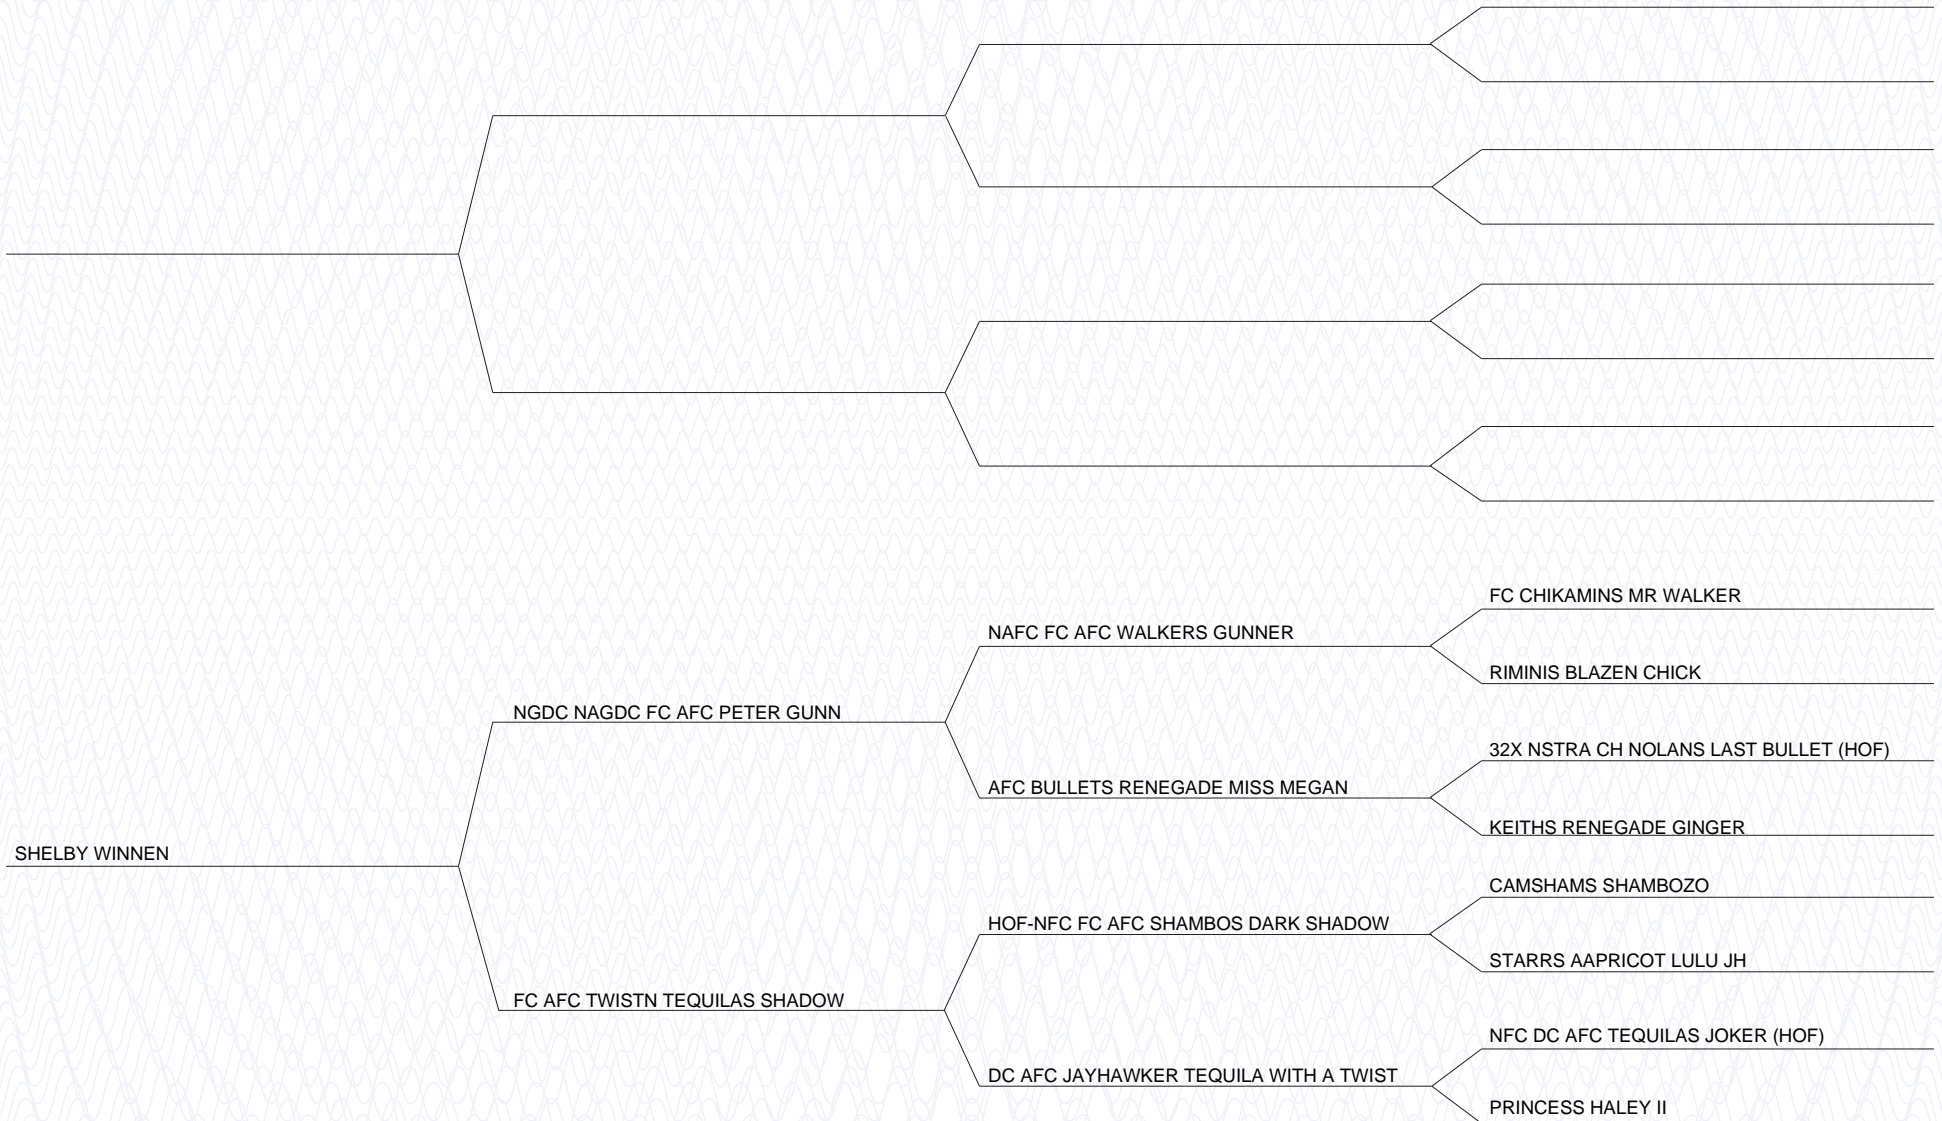 FC CHIKAMINS MR WALKER
NAFC FC AFC WALKERS GUNNER
RIMINIS BLAZEN CHICK
NGDC NAGDC FC AFC PETER GUNN
32X NSTRA CH NOLANS LAST BULLET (HOF)
AFC BULLETS RENEGADE MISS MEGAN
KEITHS RENEGADE GINGER
SHELBY WINNEN
CAMSHAMS SHAMBOZO
HOF-NFC FC AFC SHAMBOS DARK SHADOW
STARRS AAPRICOT LULU JH
FC AFC TWISTN TEQUILAS SHADOW
NFC DC AFC TEQUILAS JOKER (HOF)
DC AFC JAYHAWKER TEQUILA WITH A TWIST
PRINCESS HALEY II